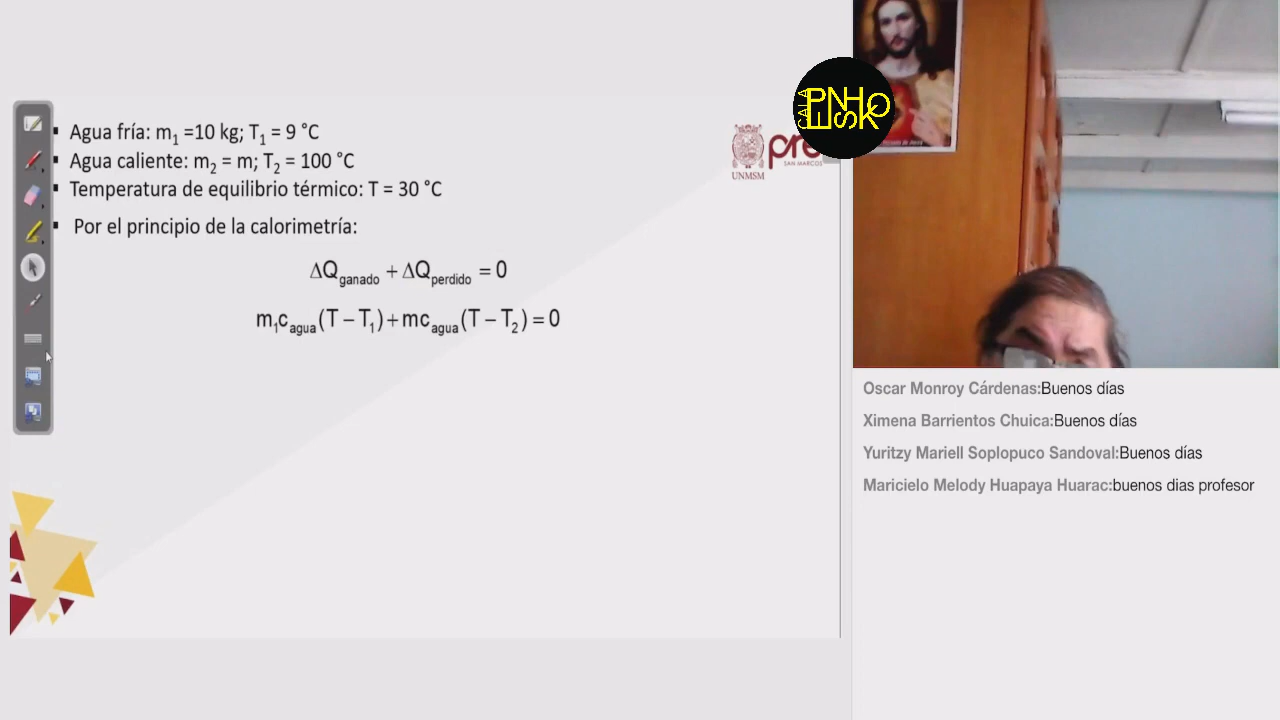 Agua fría: m₁ =10 kg; T₁ = 9 °C
Agua caliente: m₂ = m; T₂ = 100 °C
Temperatura de equilibrio térmico: T = 30 °C
Por el principio de la calorimetría:
ΔQganado + ΔQperdido = 0
m₁cagua(T − T₁) + mcagua(T − T₂) = 0
UNMSM
pre
SAN MARCOS
Oscar Monroy Cárdenas:Buenos días
Ximena Barrientos Chuica:Buenos días
Yuritzy Mariell Soplopuco Sandoval:Buenos días
Maricielo Melody Huapaya Huarac:buenos dias profesor